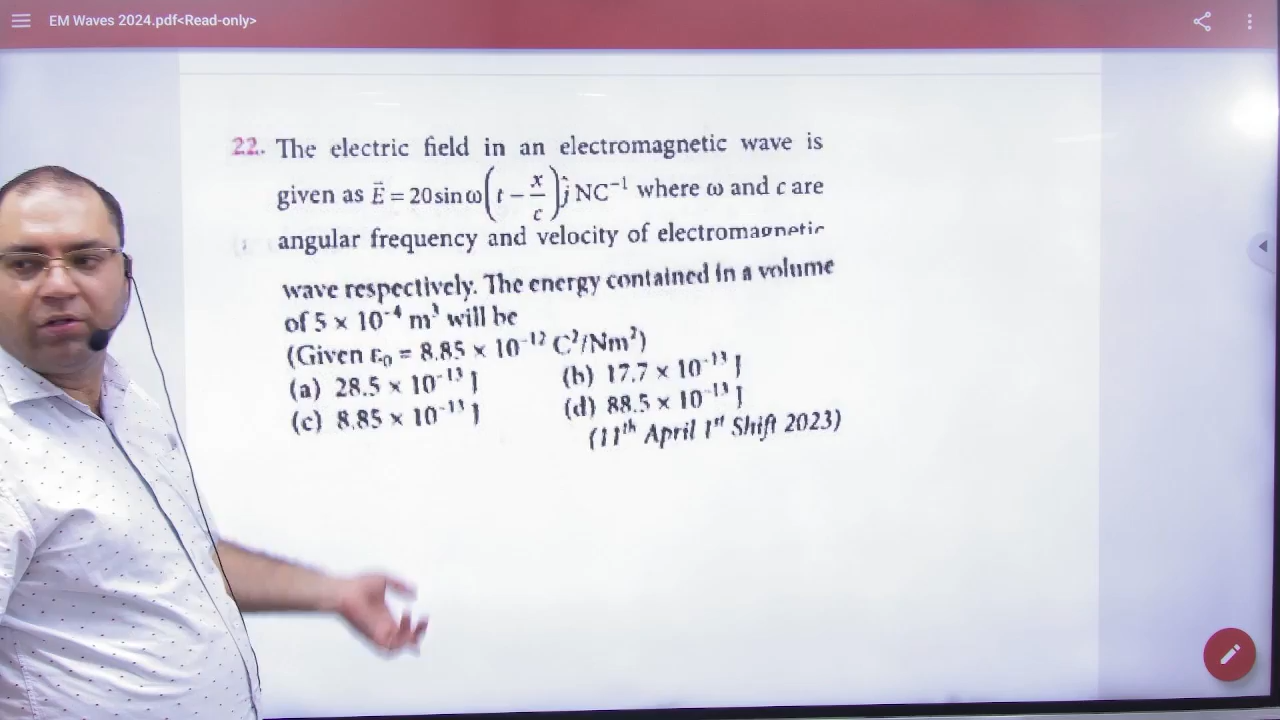 EM Waves 2024.pdf<Read-only>
22. The electric field in an electromagnetic wave is
given as E⃗ = 20 sin ω(t − x/c) ĵ NC⁻¹ where ω and c are
angular frequency and velocity of electromagnetic
wave respectively. The energy contained in a volume
of 5 × 10⁻⁴ m³ will be
(Given ε₀ = 8.85 × 10⁻¹² C²/Nm²)
(a) 28.5 × 10⁻¹³ J (b) 17.7 × 10⁻¹³ J
(c) 8.85 × 10⁻¹³ J (d) 88.5 × 10⁻¹³ J
(11th April 1st Shift 2023)